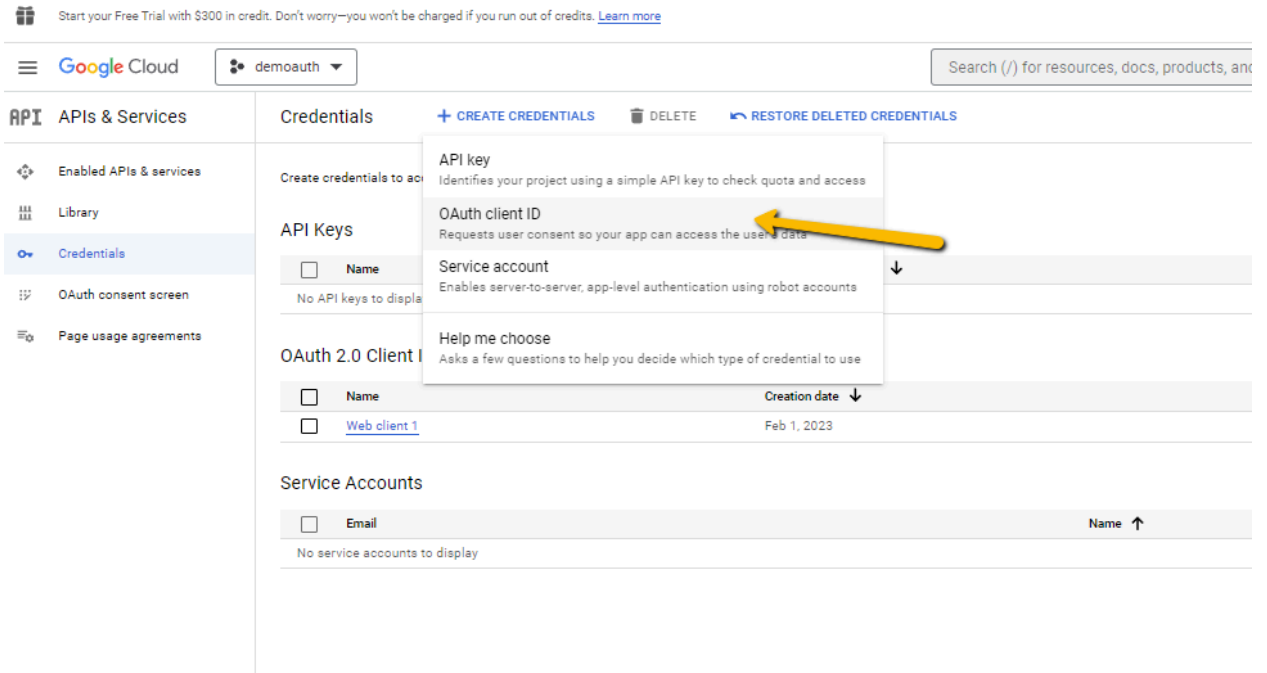 Start your Free Trial with $300 in credit. Don't worry—you won't be charged if you run out of credits. Learn more
Google Cloud
demoauth
Search (/) for resources, docs, products, and
API APIs & Services
Credentials
+ CREATE CREDENTIALS
DELETE
RESTORE DELETED CREDENTIALS
Enabled APIs & services
Library
Credentials
OAuth consent screen
Page usage agreements
Create credentials to
API key
Identifies your project using a simple API key to check quota and access
OAuth client ID
Requests user consent so your app can access the user's data
Service account
Enables server-to-server, app-level authentication using robot accounts
Help me choose
Asks a few questions to help you decide which type of credential to use
API Keys
Name
No API keys to displa
OAuth 2.0 Client I
Name
Creation date
Web client 1
Feb 1, 2023
Service Accounts
Email
Name
No service accounts to display